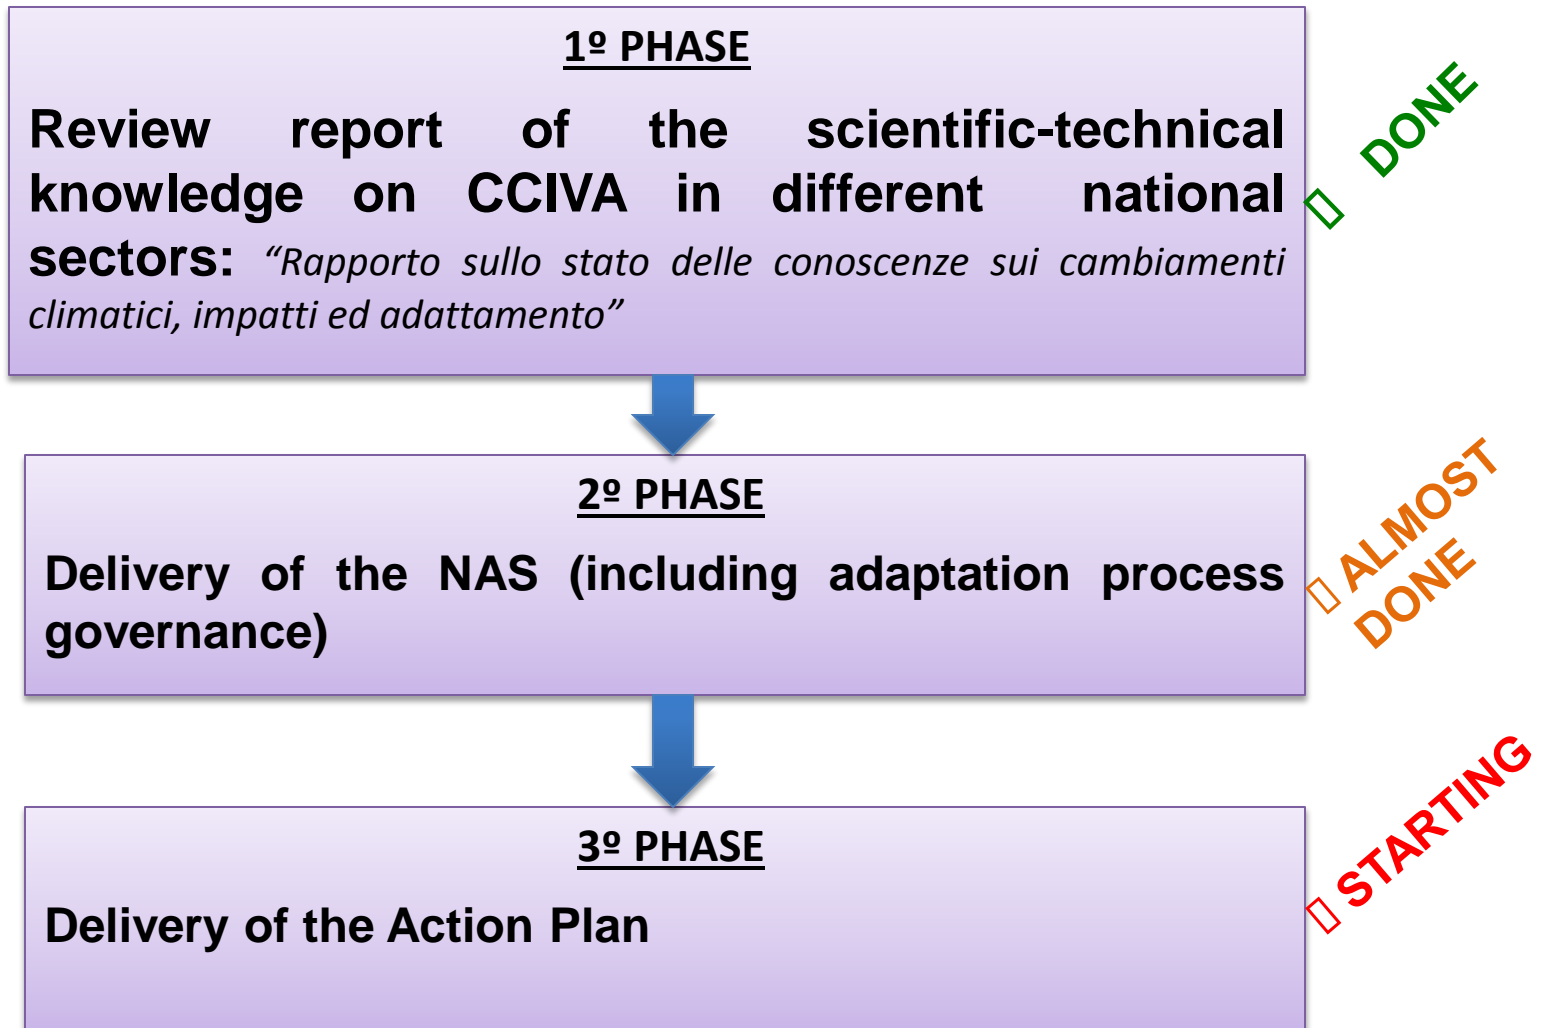 1º PHASE
Review report of the scientific-technical
knowledge on CCIVA in different national
sectors: “Rapporto sullo stato delle conoscenze sui cambiamenti
climatici, impatti ed adattamento”
DONE
2º PHASE
Delivery of the NAS (including adaptation process
governance)
ALMOST
DONE
3º PHASE
Delivery of the Action Plan
STARTING